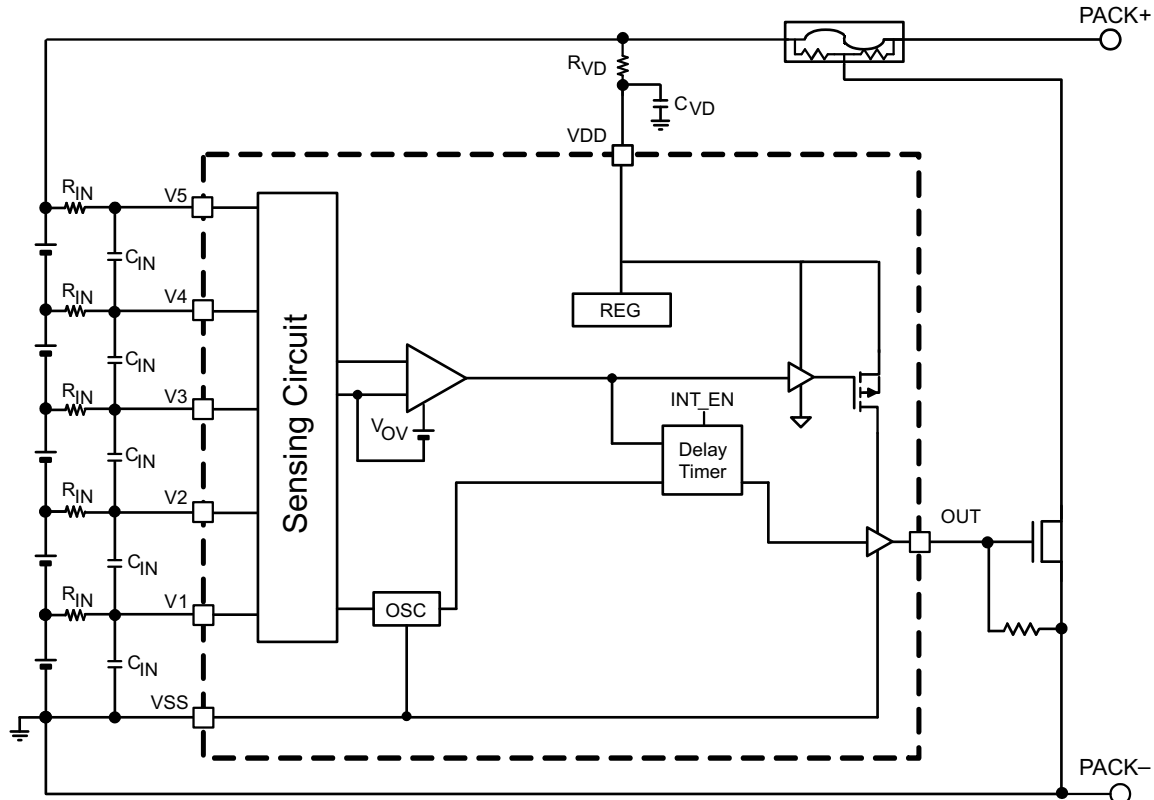 PACK+
RVD
CVD
VDD
RIN
V5
CIN
RIN
V4
REG
CIN
RIN
V3
Sensing Circuit
INT_EN
VOV
Delay
Timer
CIN
RIN
V2
OUT
CIN
RIN
V1
OSC
CIN
VSS
PACK–